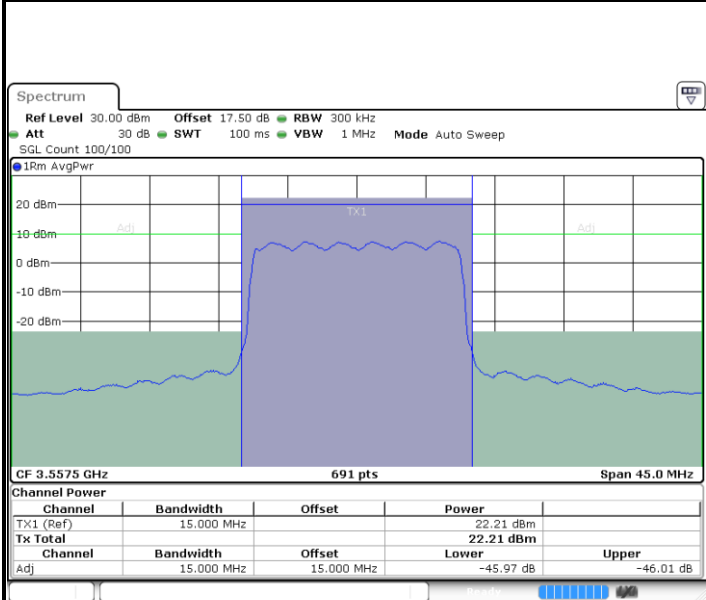 Spectrum
Ref Level 30.00 dBm Offset 17.50 dB RBW 300 kHz
Att 30 dB SWT 100 ms VBW 1 MHz Mode Auto Sweep
SGL Count 100/100
1Rm AvgPwr
20 dBm
TX1
10 dBm
Adj
Adj
0 dBm
-10 dBm
-20 dBm
CF 3.5575 GHz 691 pts Span 45.0 MHz
Channel Power
Channel Bandwidth Offset Power
TX1 (Ref) 15.000 MHz 22.21 dBm
Tx Total 22.21 dBm
Channel Bandwidth Offset Lower Upper
Adj 15.000 MHz 15.000 MHz -45.97 dB -46.01 dB
Ready